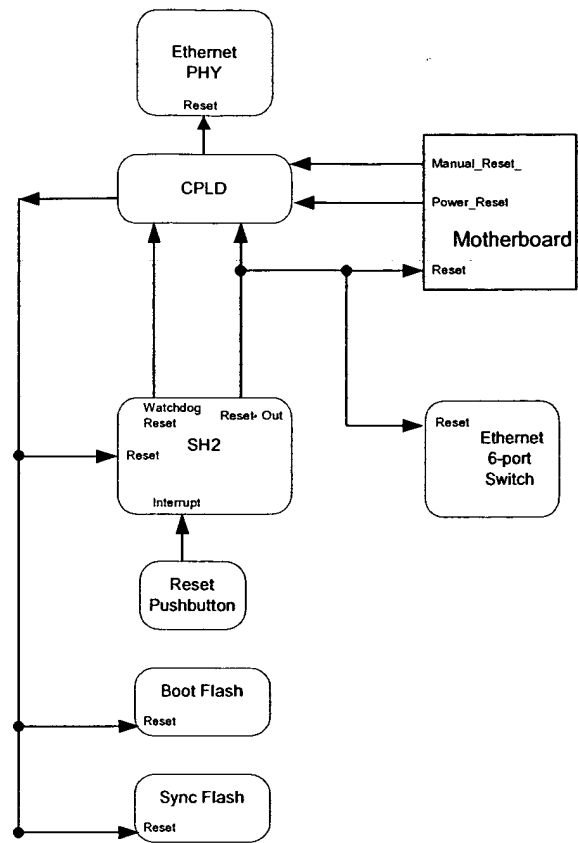 Ethernet
PHY
Reset
CPLD
Manual_Reset_
Power_Reset
Motherboard
Reset
Watchdog
Reset
Reset Out
Reset
SH2
Interrupt
Reset
Ethernet
6-port
Switch
Reset
Pushbutton
Boot Flash
Reset
Sync Flash
Reset